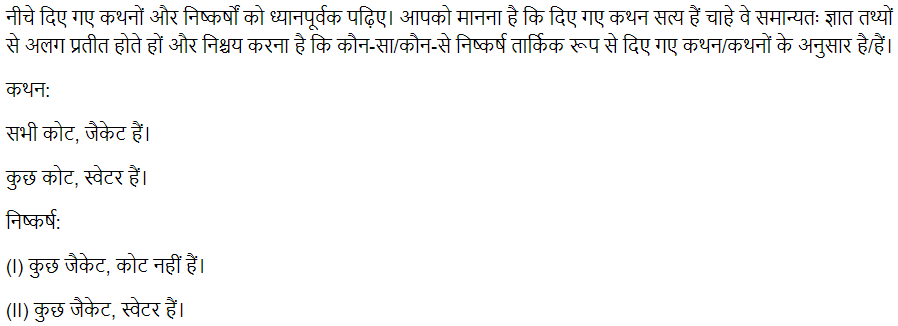 नीचे दिए गए कथनों और निष्कर्षों को ध्यानपूर्वक पढ़िए। आपको मानना है कि दिए गए कथन सत्य हैं चाहे वे समान्यतः ज्ञात तथ्यों
से अलग प्रतीत होते हों और निश्चय करना है कि कौन-सा/कौन-से निष्कर्ष तार्किक रूप से दिए गए कथन/कथनों के अनुसार है/हैं।
कथन:
सभी कोट, जैकेट हैं।
कुछ कोट, स्वेटर हैं।
निष्कर्ष:
(I) कुछ जैकेट, कोट नहीं हैं।
(II) कुछ जैकेट, स्वेटर हैं।